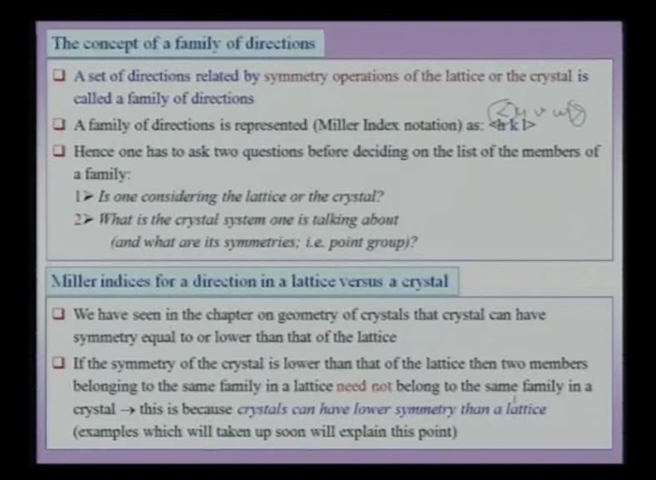 The concept of a family of directions
❑ A set of directions related by symmetry operations of the lattice or the crystal is
called a family of directions
<u v w>
❑ A family of directions is represented (Miller Index notation) as: <h k l>
❑ Hence one has to ask two questions before deciding on the list of the members of
a family:
1➢ Is one considering the lattice or the crystal?
2➢ What is the crystal system one is talking about
(and what are its symmetries; i.e. point group)?
Miller indices for a direction in a lattice versus a crystal
❑ We have seen in the chapter on geometry of crystals that crystal can have
symmetry equal to or lower than that of the lattice
❑ If the symmetry of the crystal is lower than that of the lattice then two members
belonging to the same family in a lattice need not belong to the same family in a
crystal → this is because crystals can have lower symmetry than a lattice
(examples which will taken up soon will explain this point)